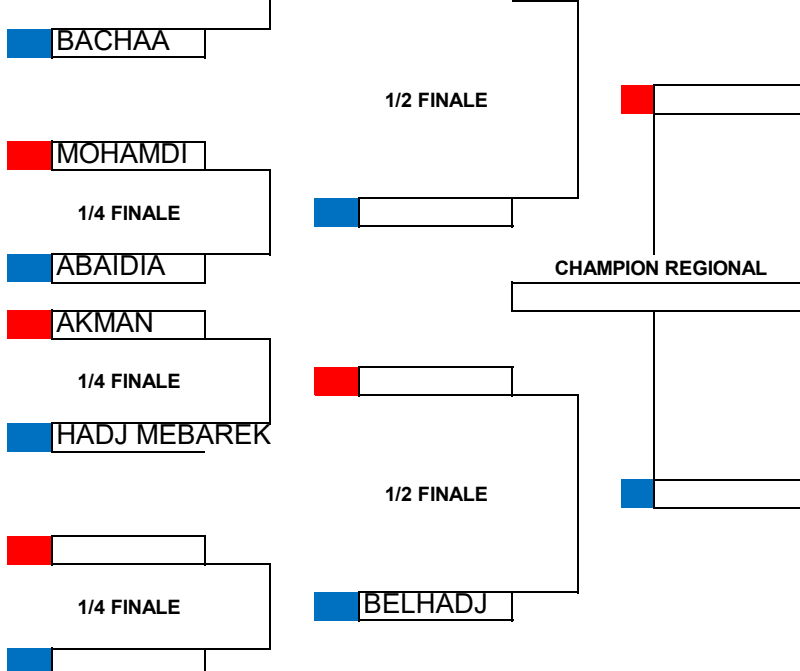 BACHAA
1/2 FINALE
MOHAMDI
1/4 FINALE
ABAIDIA
CHAMPION REGIONAL
AKMAN
1/4 FINALE
HADJ MEBAREK
1/2 FINALE
1/4 FINALE
BELHADJ